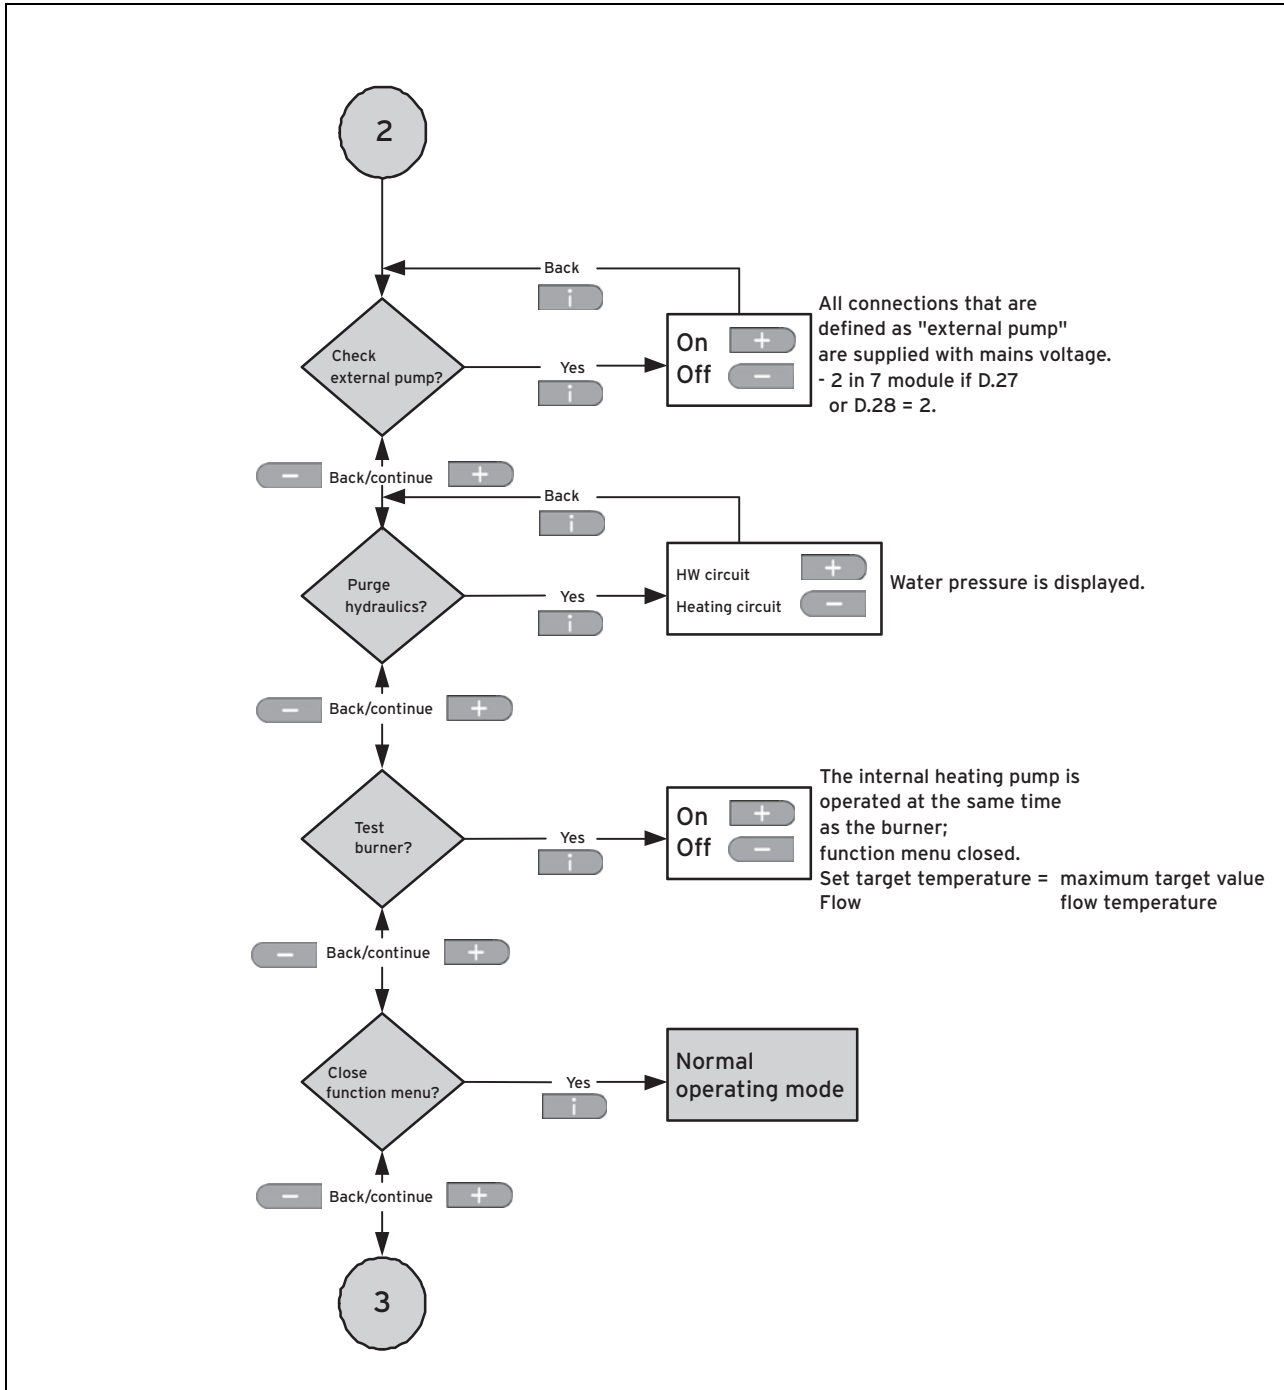 2
Back
i
Check
external pump?
Yes
i
On +
Off −
All connections that are
defined as "external pump"
are supplied with mains voltage.
- 2 in 7 module if D.27
or D.28 = 2.
− Back/continue +
Back
i
Purge
hydraulics?
Yes
i
HW circuit +
Heating circuit −
Water pressure is displayed.
− Back/continue +
Test
burner?
Yes
i
On +
Off −
The internal heating pump is
operated at the same time
as the burner;
function menu closed.
Set target temperature = maximum target value
Flow flow temperature
− Back/continue +
Close
function menu?
Yes
i
Normal
operating mode
− Back/continue +
3